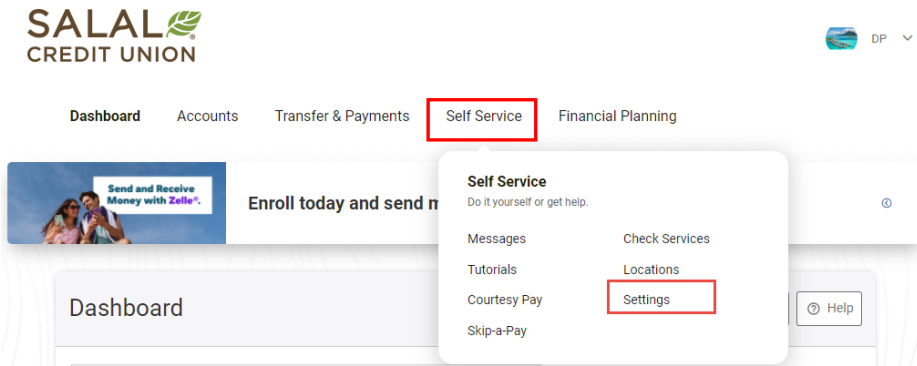 SALAL
CREDIT UNION
DP
Dashboard Accounts Transfer & Payments Self Service Financial Planning
Send and Receive
Money with Zelle®.
Enroll today and send
Self Service
Do it yourself or get help.
Messages Check Services
Tutorials Locations
Courtesy Pay Settings
Skip-a-Pay
Dashboard
Help